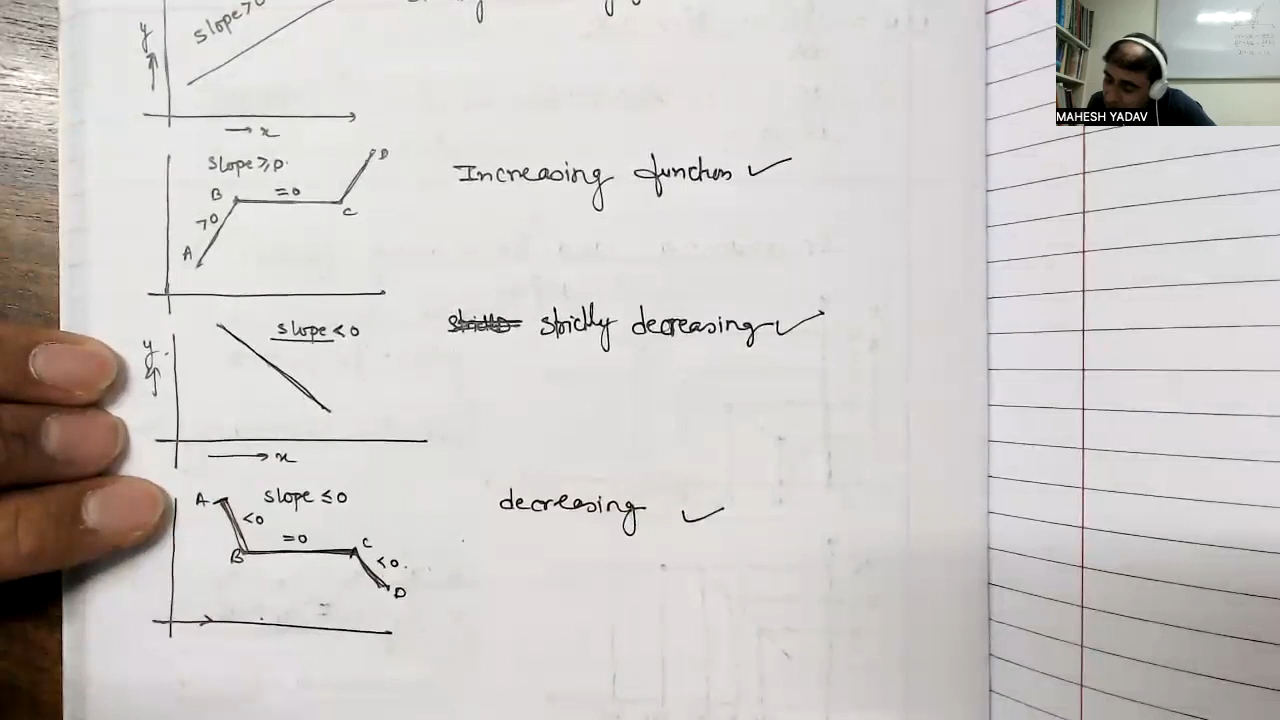 slope>0
y
x
MAHESH YADAV
slope ≥ 0.
B
=0
D
C
>0
A
Increasing function ✓
y
slope < 0
strictly decreasing ✓
x
A
slope ≤ 0
<0
=0
B
C
<0.
D
decreasing ✓